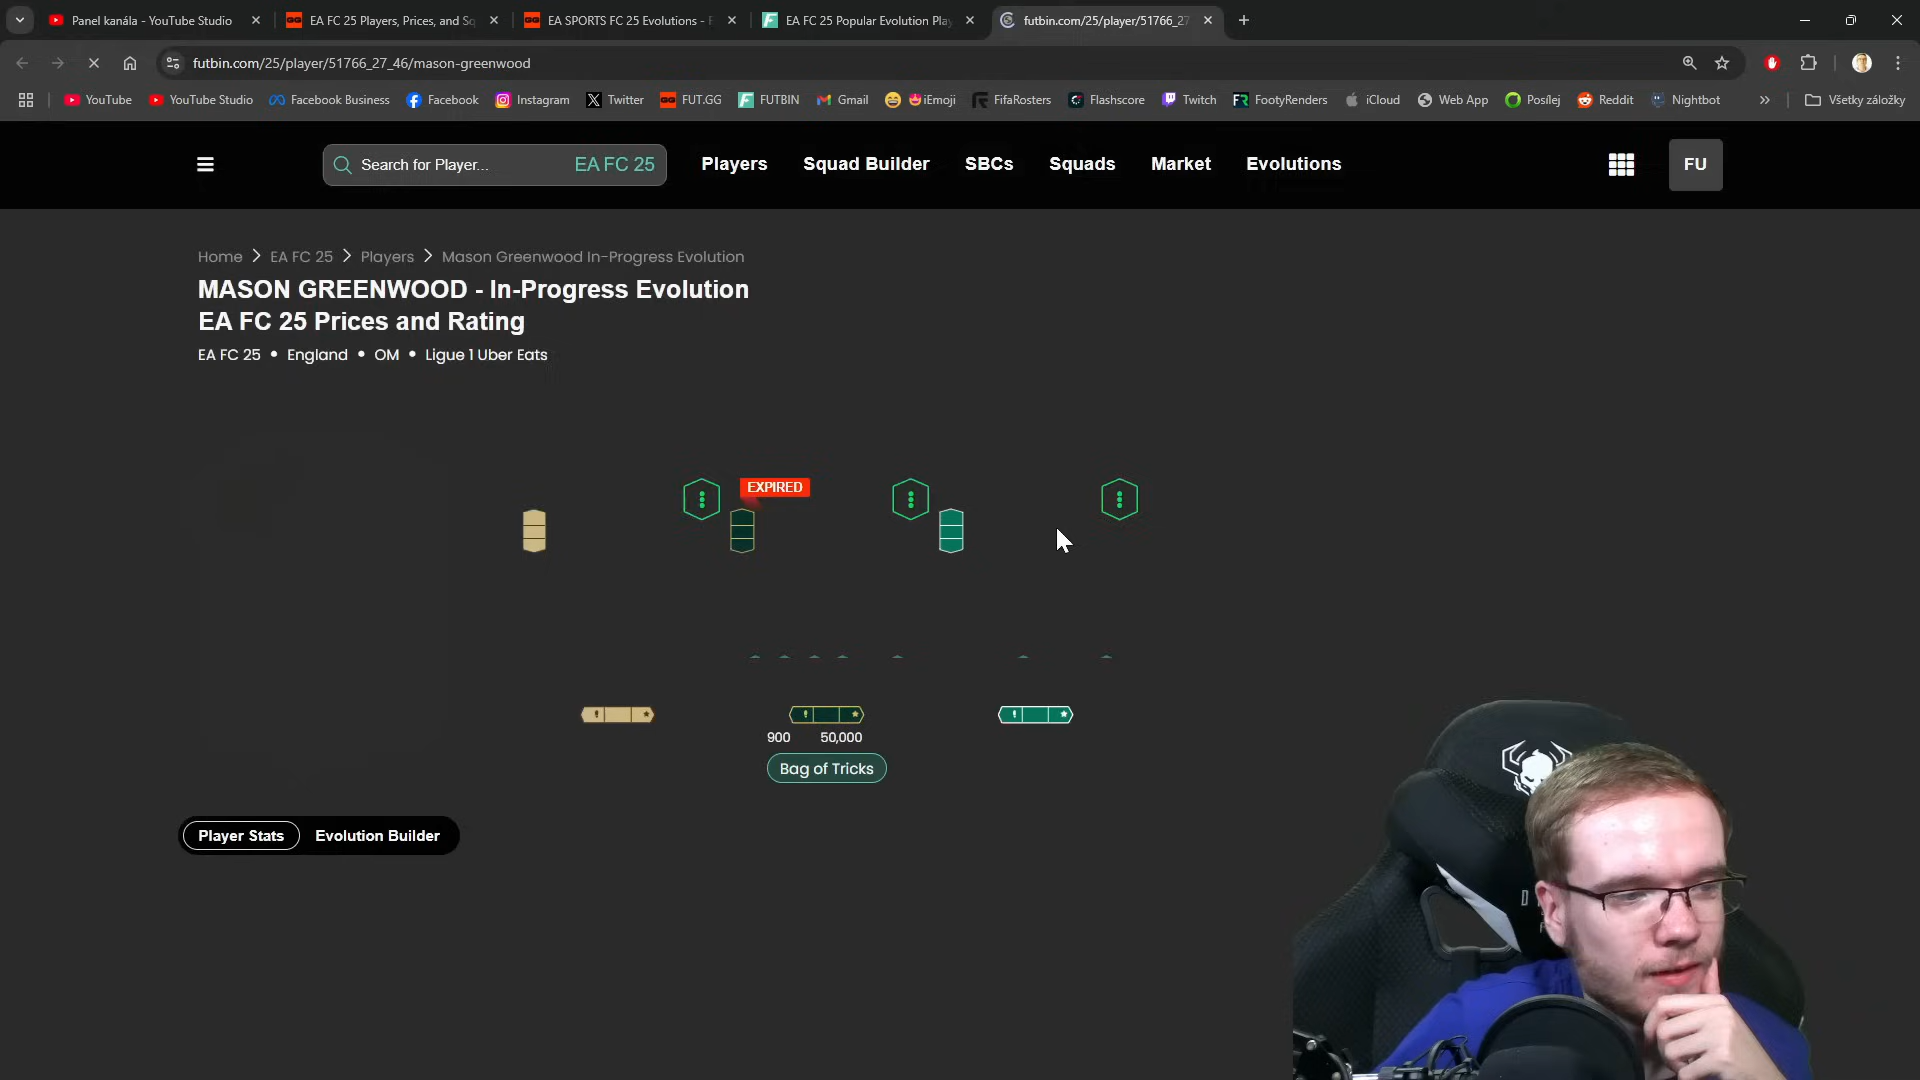 Panel kanála - YouTube Studio
EA FC 25 Players, Prices, and Sq
EA SPORTS FC 25 Evolutions - F
EA FC 25 Popular Evolution Play
futbin.com/25/player/51766_27
futbin.com/25/player/51766_27_46/mason-greenwood
YouTube
YouTube Studio
Facebook Business
Facebook
Instagram
Twitter
FUT.GG
FUTBIN
Gmail
iEmoji
FifaRosters
Flashscore
Twitch
FootyRenders
iCloud
Web App
Posílej
Reddit
Nightbot
Všetky záložky
Search for Player...
EA FC 25
Players
Squad Builder
SBCs
Squads
Market
Evolutions
FU
Home > EA FC 25 > Players > Mason Greenwood In-Progress Evolution
MASON GREENWOOD - In-Progress Evolution
EA FC 25 Prices and Rating
EA FC 25 • England • OM • Ligue 1 Uber Eats
EXPIRED
900 50,000
Bag of Tricks
Player Stats
Evolution Builder